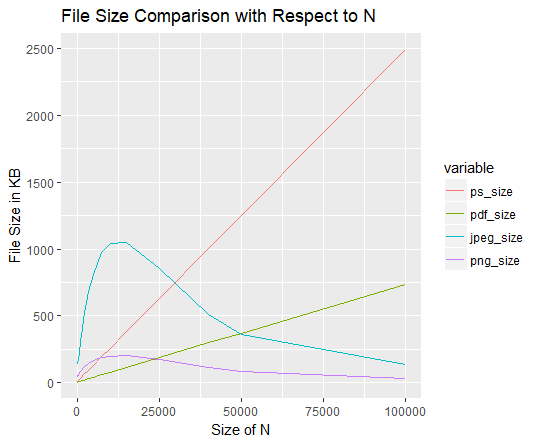 File Size Comparison with Respect to N
2500
2000
1500
1000
500
0
File Size in KB
0 25000 50000 75000 100000
Size of N
variable
ps_size
pdf_size
jpeg_size
png_size